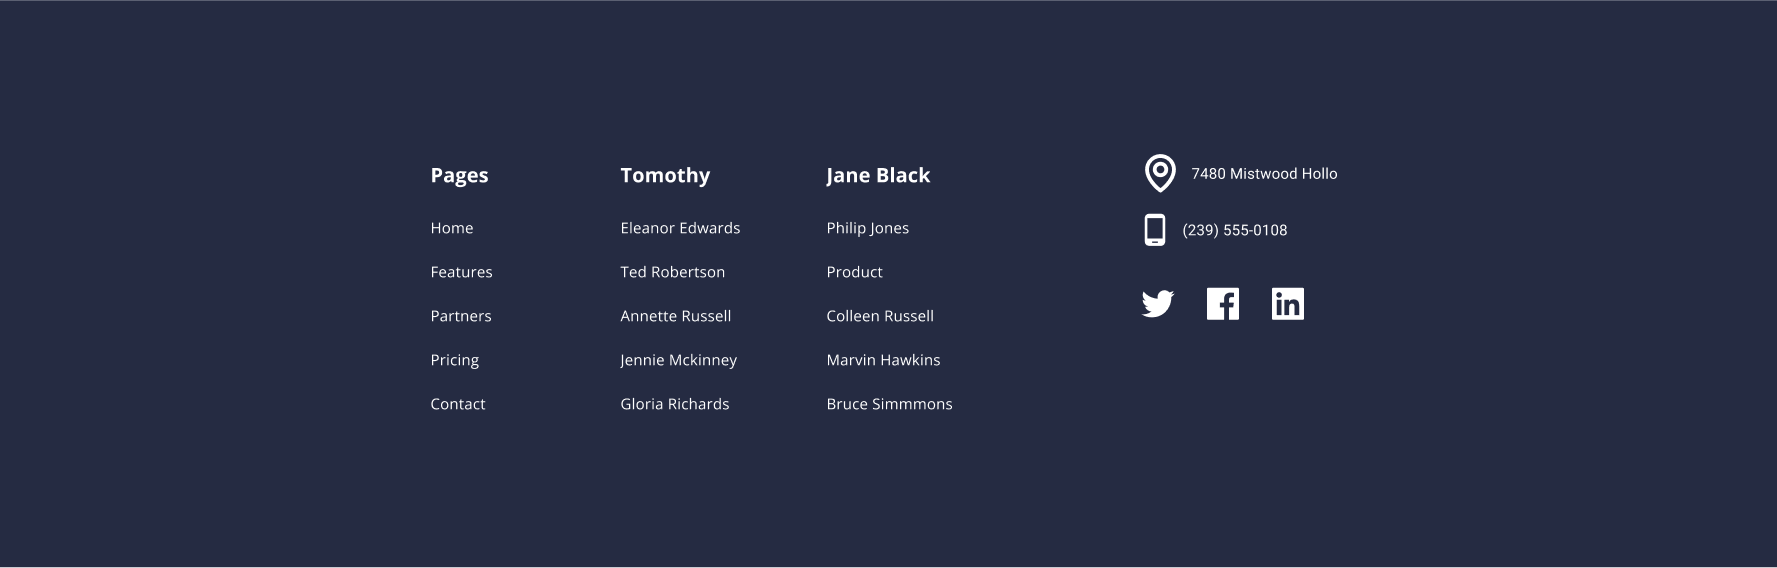 Pages
Home
Features
Partners
Pricing
Contact
Tomothy
Eleanor Edwards
Ted Robertson
Annette Russell
Jennie Mckinney
Gloria Richards
Jane Black
Philip Jones
Product
Colleen Russell
Marvin Hawkins
Bruce Simmmons
7480 Mistwood Hollo
(239) 555-0108